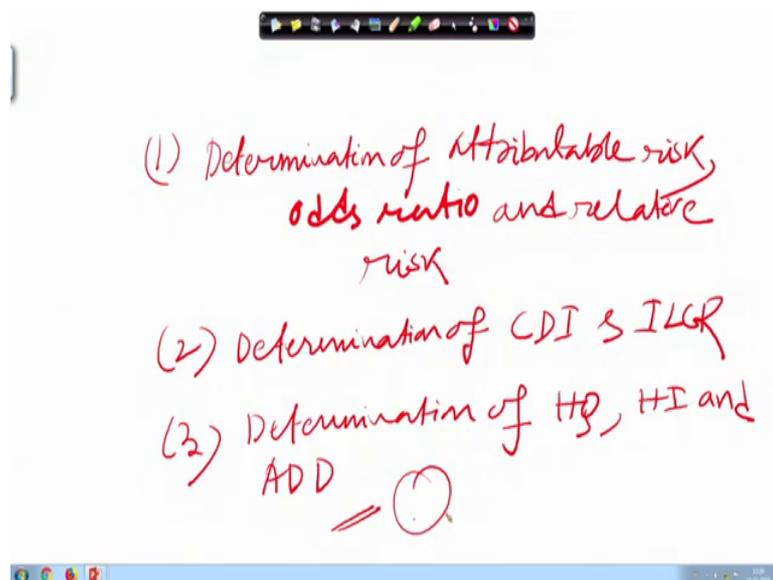 (1) Determination of Attributable risk,
odds ratio and relative
risk
(2) Determination of CDI & ILCR
(3) Determination of HQ, HI and
ADD